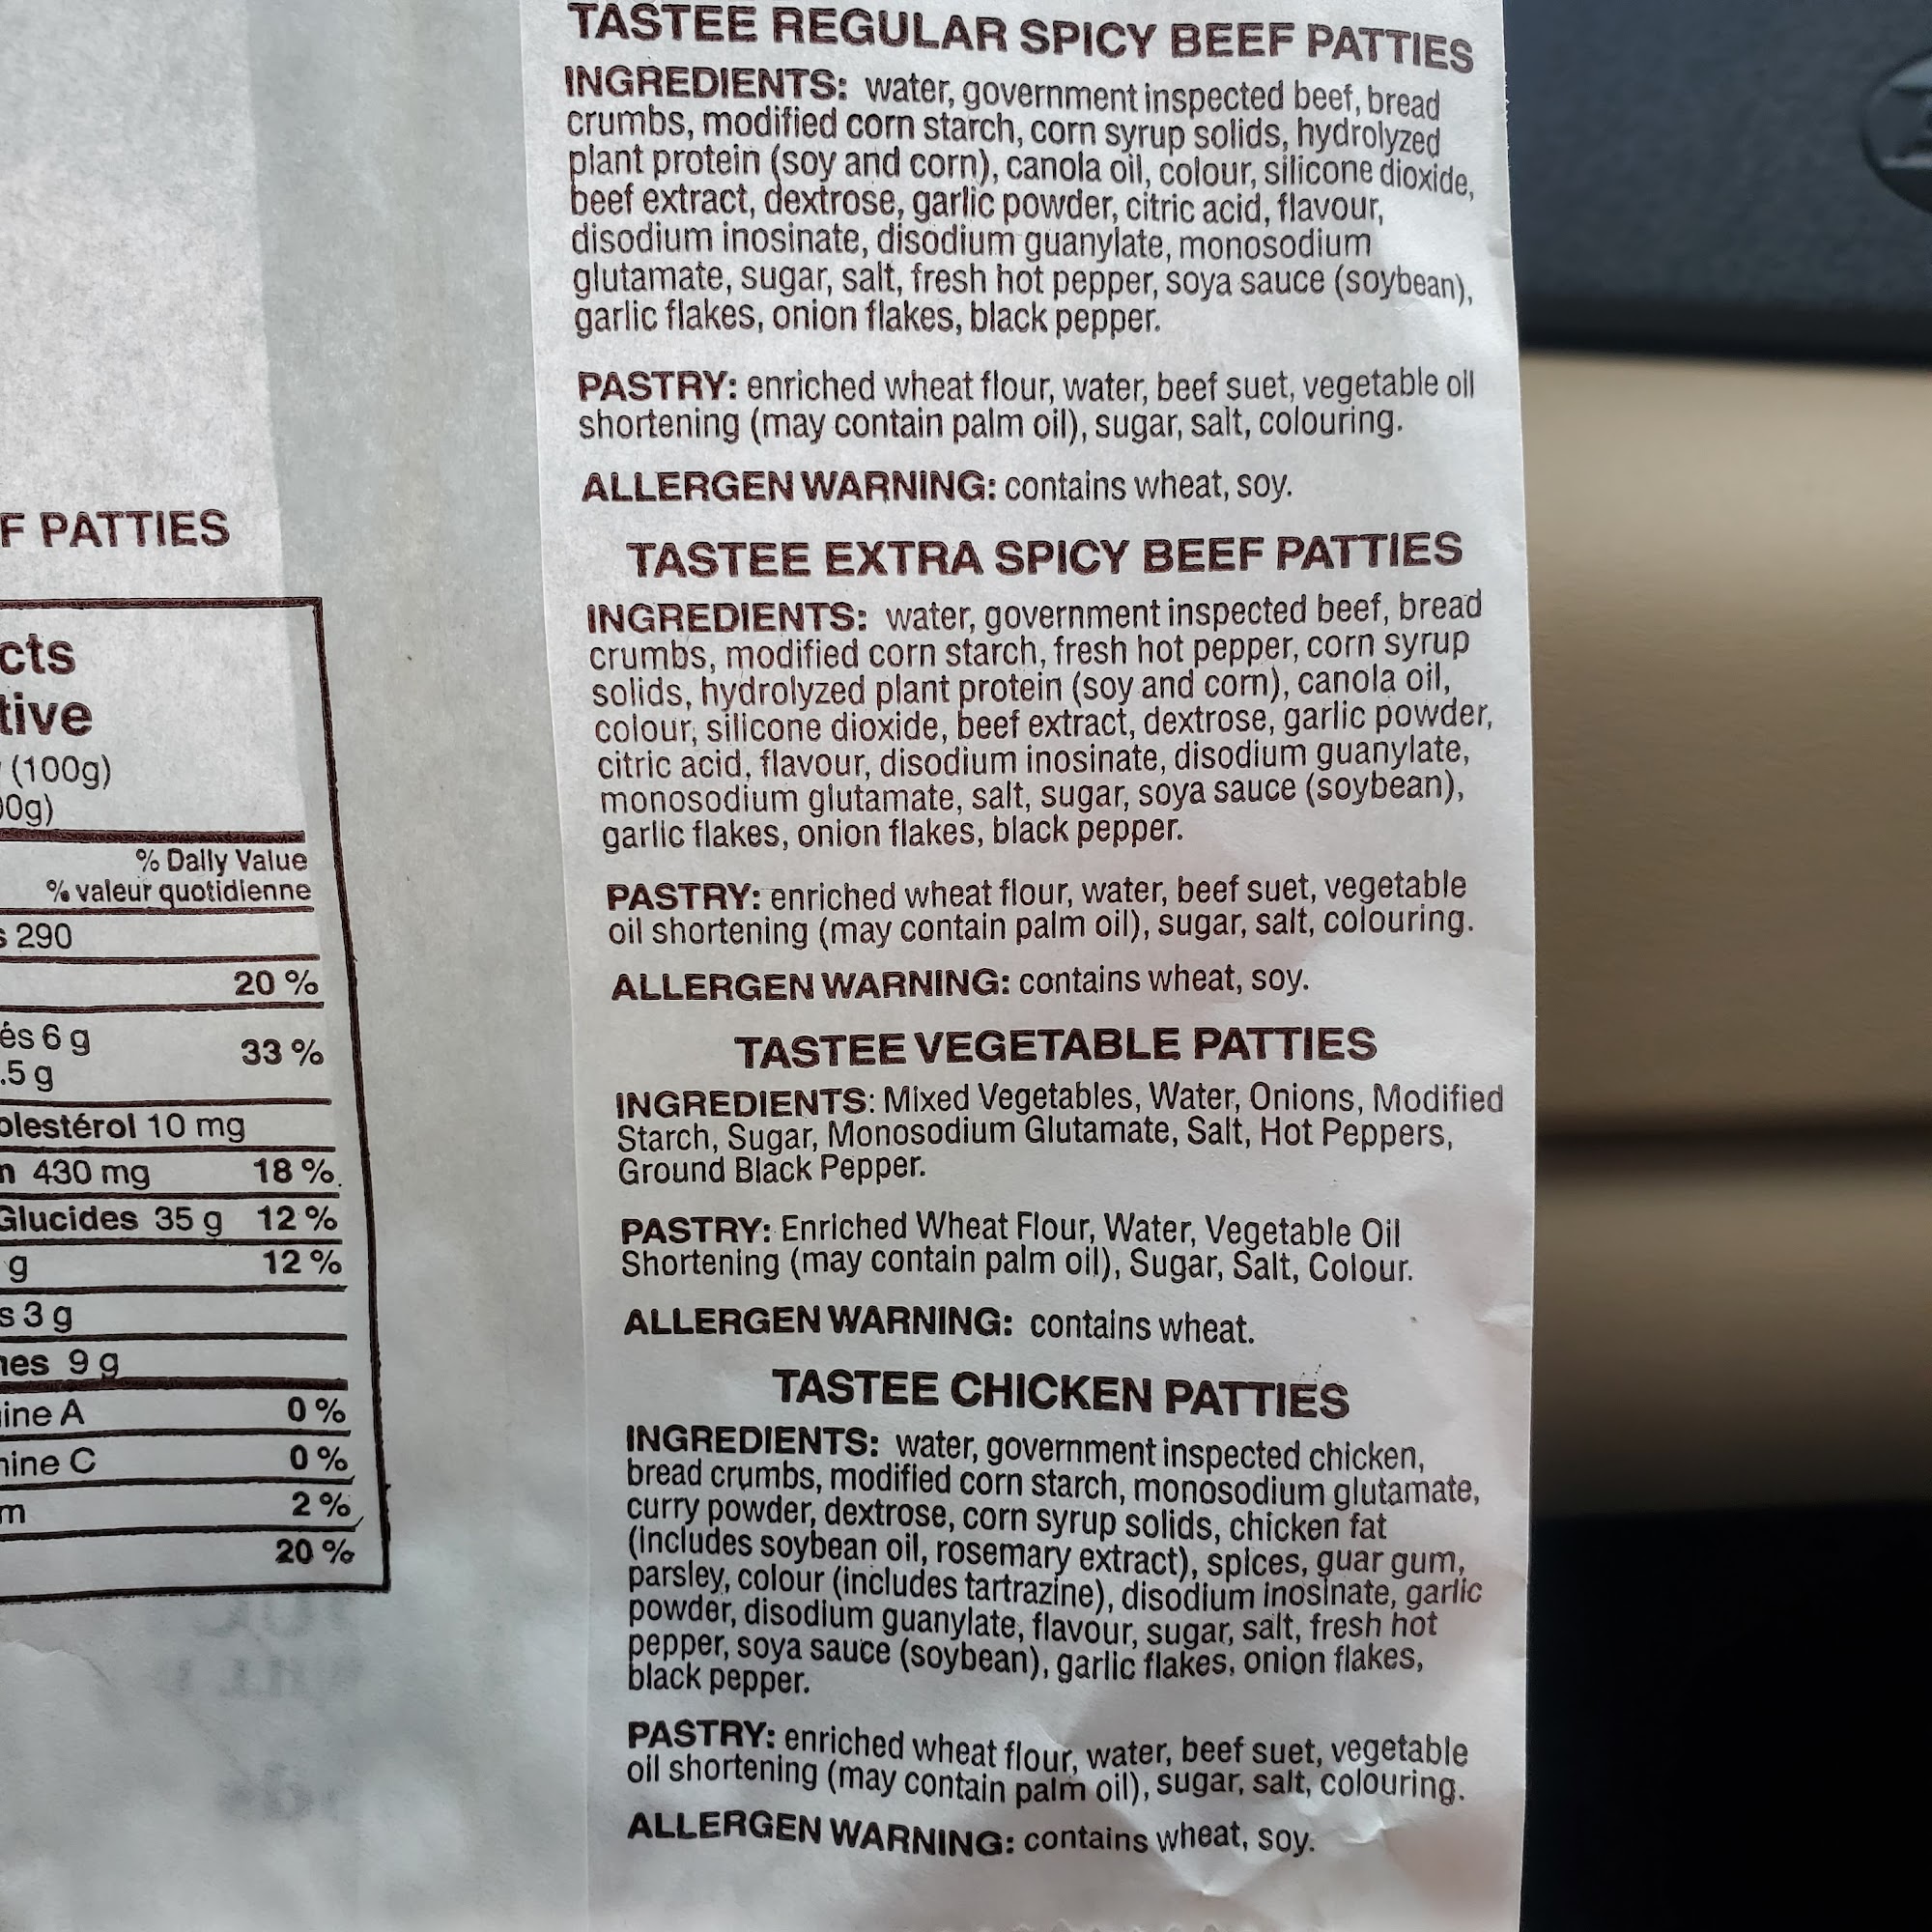 F PATTIES
cts
tive
(100g)
0g)
% Daily Value
% valeur quotidienne
s 290
20 %
és 6 g
33 %
.5 g
olestérol 10 mg
n 430 mg 18 %
Glucides 35 g 12 %
g 12 %
s 3 g
nes 9 g
ine A 0 %
mine C 0 %
m 2 %
20 %
TASTEE REGULAR SPICY BEEF PATTIES
INGREDIENTS: water, government inspected beef, bread
crumbs, modified corn starch, corn syrup solids, hydrolyzed
plant protein (soy and corn), canola oil, colour, silicone dioxide,
beef extract, dextrose, garlic powder, citric acid, flavour,
disodium inosinate, disodium guanylate, monosodium
glutamate, sugar, salt, fresh hot pepper, soya sauce (soybean),
garlic flakes, onion flakes, black pepper.
PASTRY: enriched wheat flour, water, beef suet, vegetable oil
shortening (may contain palm oil), sugar, salt, colouring.
ALLERGEN WARNING: contains wheat, soy.
TASTEE EXTRA SPICY BEEF PATTIES
INGREDIENTS: water, government inspected beef, bread
crumbs, modified corn starch, fresh hot pepper, corn syrup
solids, hydrolyzed plant protein (soy and corn), canola oil,
colour, silicone dioxide, beef extract, dextrose, garlic powder,
citric acid, flavour, disodium inosinate, disodium guanylate,
monosodium glutamate, salt, sugar, soya sauce (soybean),
garlic flakes, onion flakes, black pepper.
PASTRY: enriched wheat flour, water, beef suet, vegetable
oil shortening (may contain palm oil), sugar, salt, colouring.
ALLERGEN WARNING: contains wheat, soy.
TASTEE VEGETABLE PATTIES
INGREDIENTS: Mixed Vegetables, Water, Onions, Modified
Starch, Sugar, Monosodium Glutamate, Salt, Hot Peppers,
Ground Black Pepper.
PASTRY: Enriched Wheat Flour, Water, Vegetable Oil
Shortening (may contain palm oil), Sugar, Salt, Colour.
ALLERGEN WARNING: contains wheat.
TASTEE CHICKEN PATTIES
INGREDIENTS: water, government inspected chicken,
bread crumbs, modified corn starch, monosodium glutamate,
curry powder, dextrose, corn syrup solids, chicken fat
(includes soybean oil, rosemary extract), spices, guar gum,
parsley, colour (includes tartrazine), disodium inosinate, garlic
powder, disodium guanylate, flavour, sugar, salt, fresh hot
pepper, soya sauce (soybean), garlic flakes, onion flakes,
black pepper.
PASTRY: enriched wheat flour, water, beef suet, vegetable
oil shortening (may contain palm oil), sugar, salt, colouring.
ALLERGEN WARNING: contains wheat, soy.